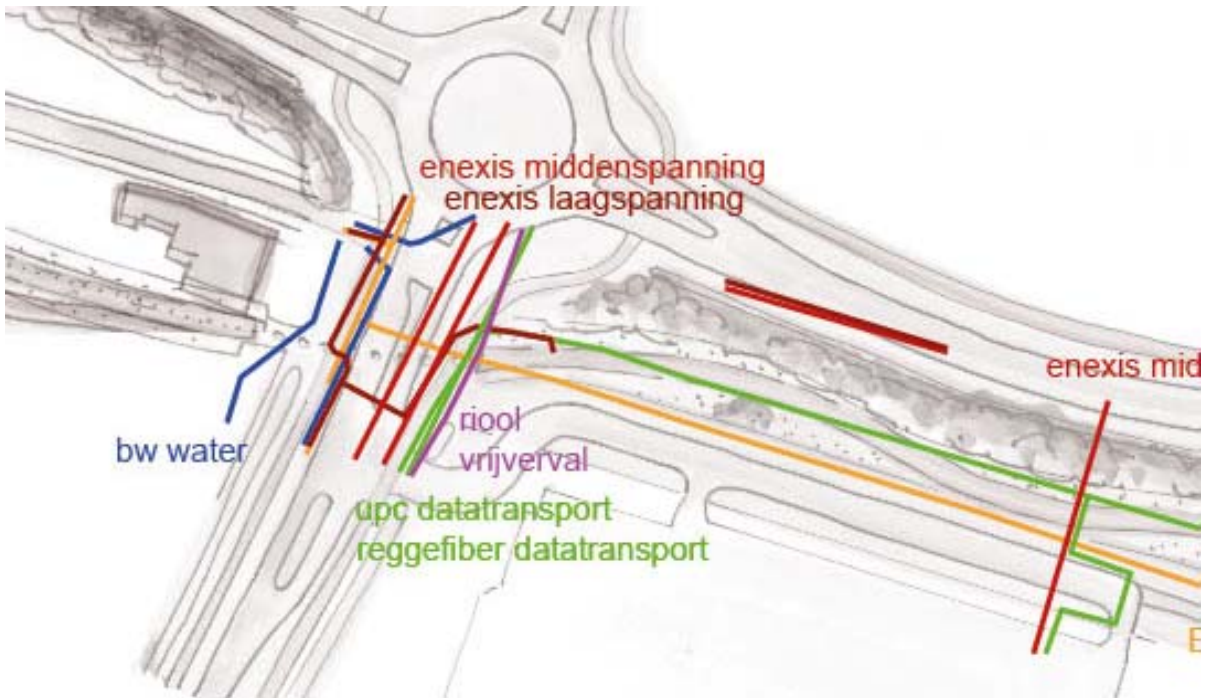 enexis middenspanning
enexis laagspanning
enexis mid
bw water
riool
vrijverval
upc datatransport
reggefiber datatransport
E